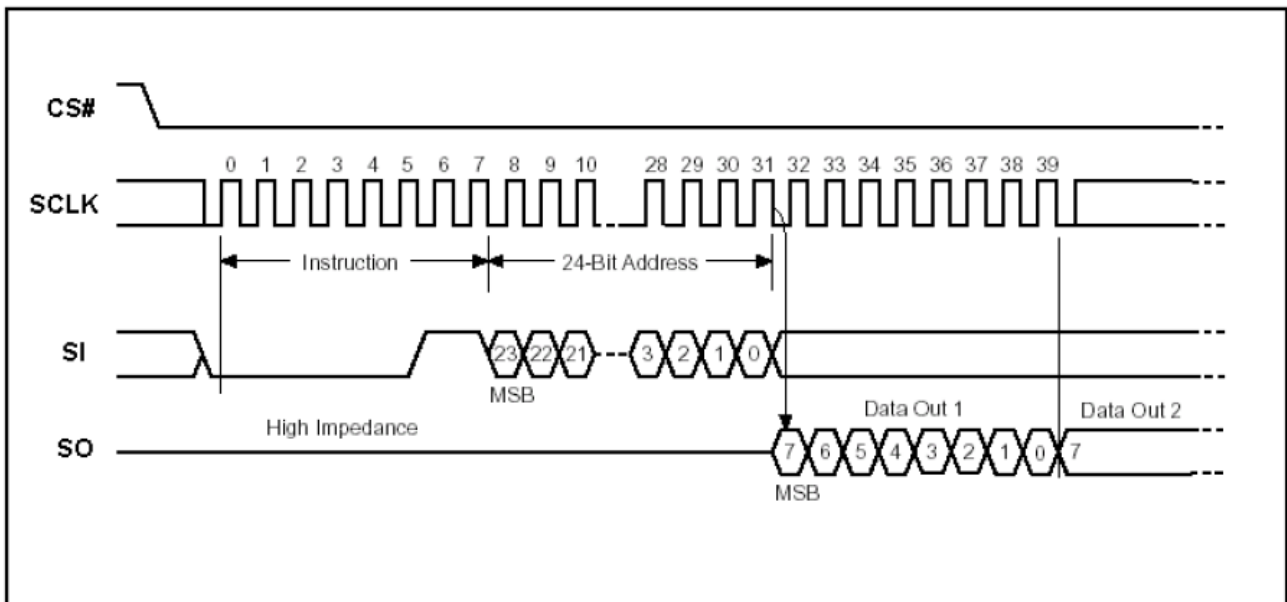 CS#
0 1 2 3 4 5 6 7 8 9 10 28 29 30 31 32 33 34 35 36 37 38 39
SCLK
Instruction 24-Bit Address
SI 23 22 21 3 2 1 0
MSB
High Impedance Data Out 1 Data Out 2
SO 7 6 5 4 3 2 1 0 7
MSB